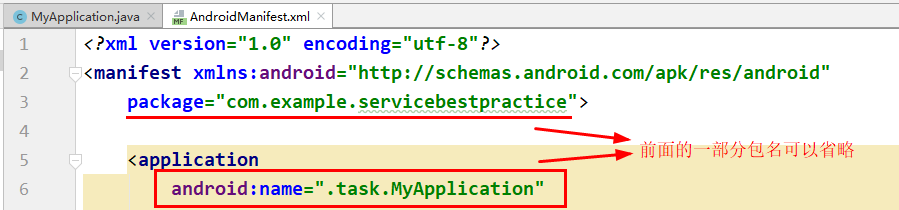 MyApplication.java × AndroidManifest.xml ×
1 <?xml version="1.0" encoding="utf-8"?>
2 <manifest xmlns:android="http://schemas.android.com/apk/res/android"
3 package="com.example.servicebestpractice">
4
前面的一部分包名可以省略
5 <application
6 android:name=".task.MyApplication"